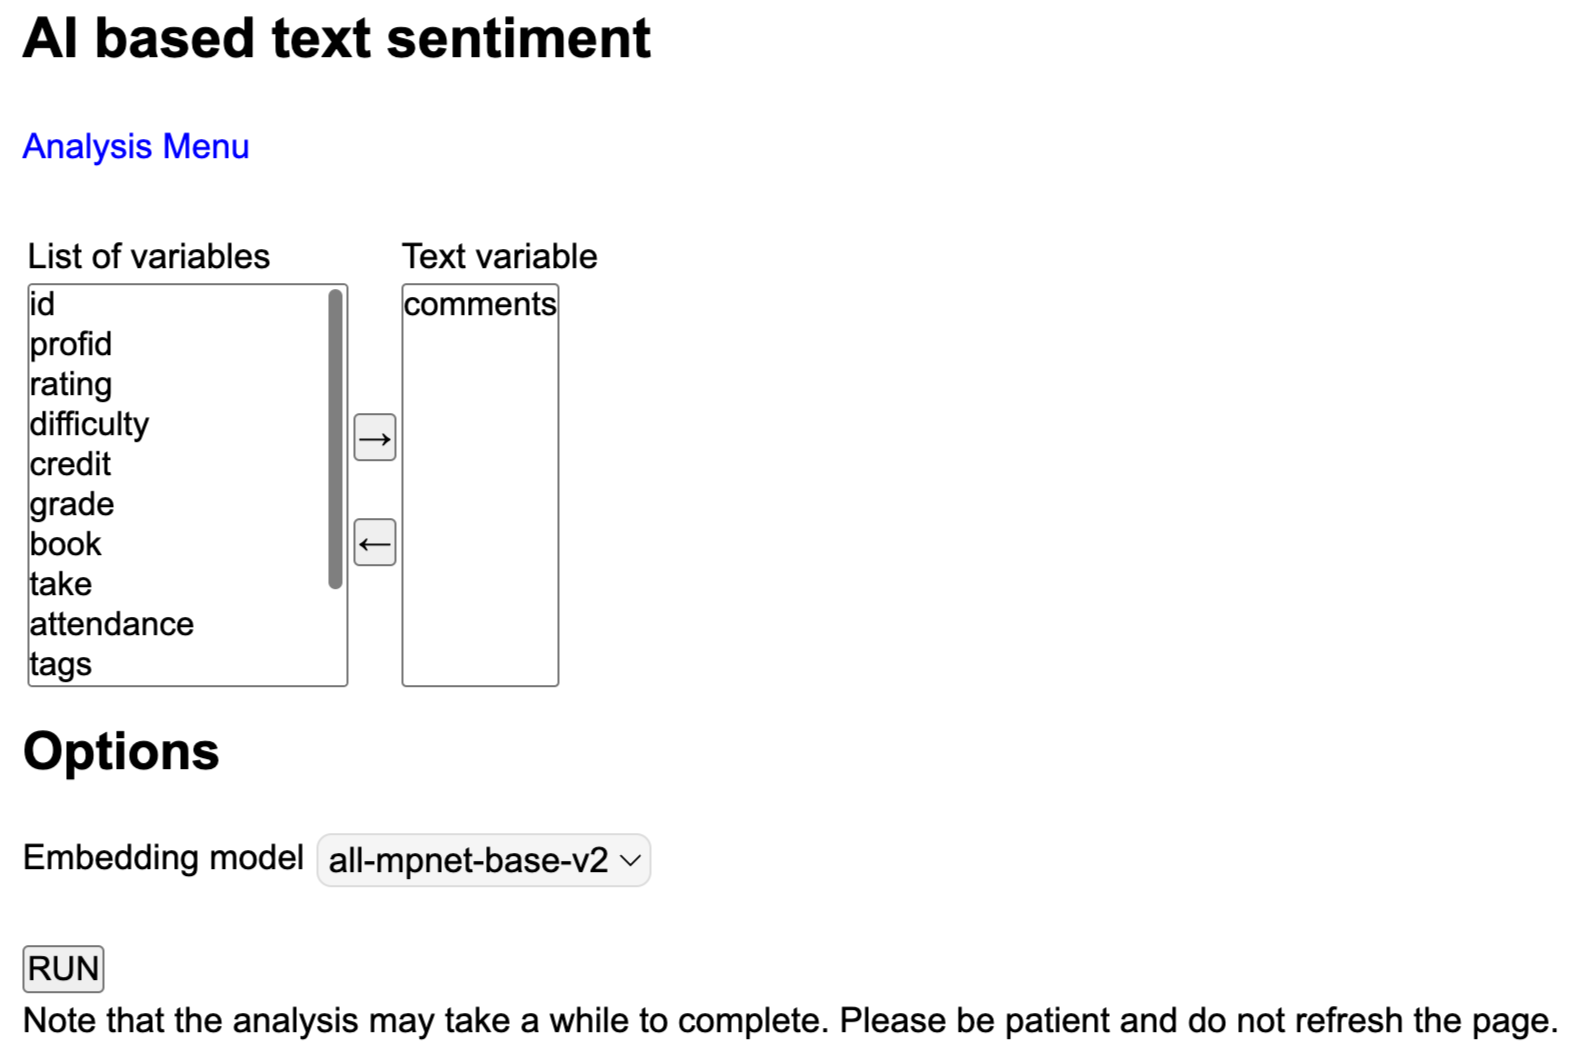 AI based text sentiment
Analysis Menu
List of variables
id
profid
rating
difficulty
credit
grade
book
take
attendance
tags
→
←
Text variable
comments
Options
Embedding model all-mpnet-base-v2
RUN
Note that the analysis may take a while to complete. Please be patient and do not refresh the page.